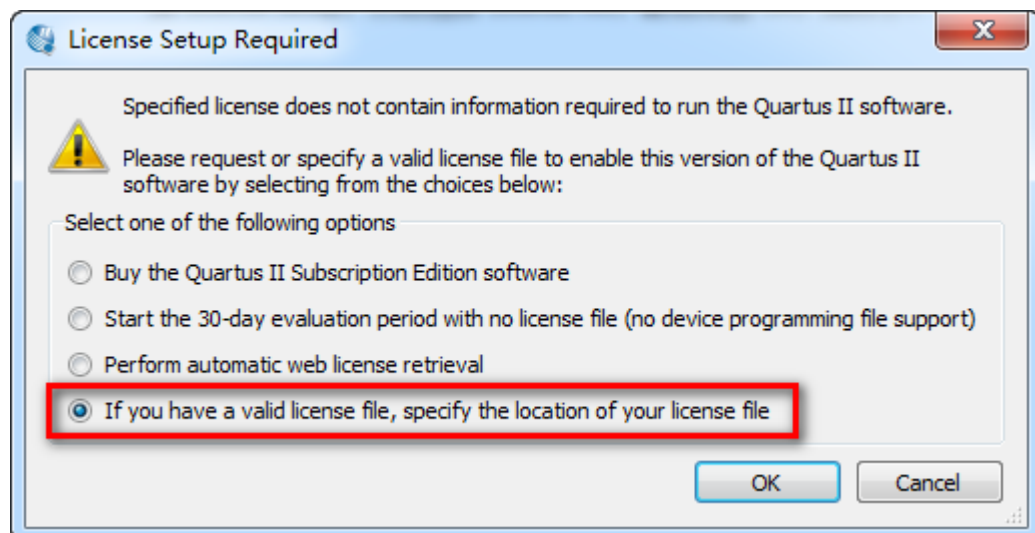 License Setup Required
Specified license does not contain information required to run the Quartus II software.
Please request or specify a valid license file to enable this version of the Quartus II
software by selecting from the choices below:
Select one of the following options
Buy the Quartus II Subscription Edition software
Start the 30-day evaluation period with no license file (no device programming file support)
Perform automatic web license retrieval
If you have a valid license file, specify the location of your license file
OK
Cancel